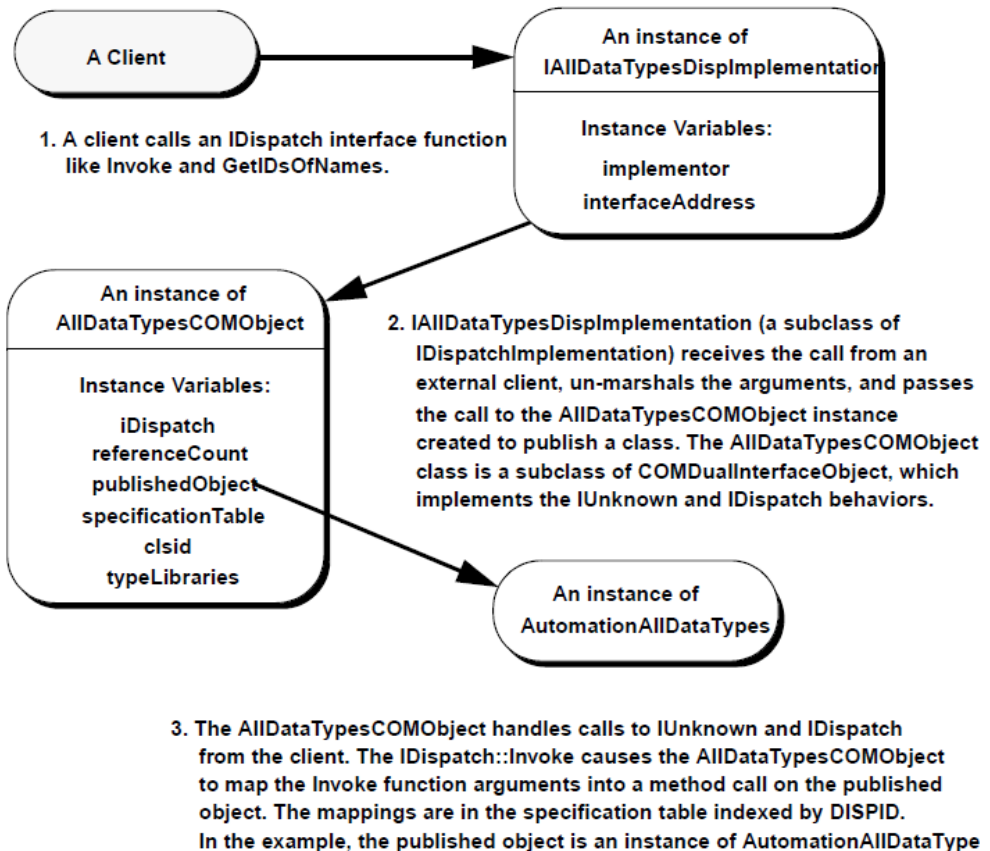 A Client
An instance of
IAllDataTypesDispImplementation
Instance Variables:
implementor
interfaceAddress
1. A client calls an IDispatch interface function
like Invoke and GetIDsOfNames.
An instance of
AllDataTypesCOMObject
Instance Variables:
iDispatch
referenceCount
publishedObject
specificationTable
clsid
typeLibraries
2. IAllDataTypesDispImplementation (a subclass of
IDispatchImplementation) receives the call from an
external client, un-marshals the arguments, and passes
the call to the AllDataTypesCOMObject instance
created to publish a class. The AllDataTypesCOMObject
class is a subclass of COMDualInterfaceObject, which
implements the IUnknown and IDispatch behaviors.
An instance of
AutomationAllDataTypes
3. The AllDataTypesCOMObject handles calls to IUnknown and IDispatch
from the client. The IDispatch::Invoke causes the AllDataTypesCOMObject
to map the Invoke function arguments into a method call on the published
object. The mappings are in the specification table indexed by DISPID.
In the example, the published object is an instance of AutomationAllDataType